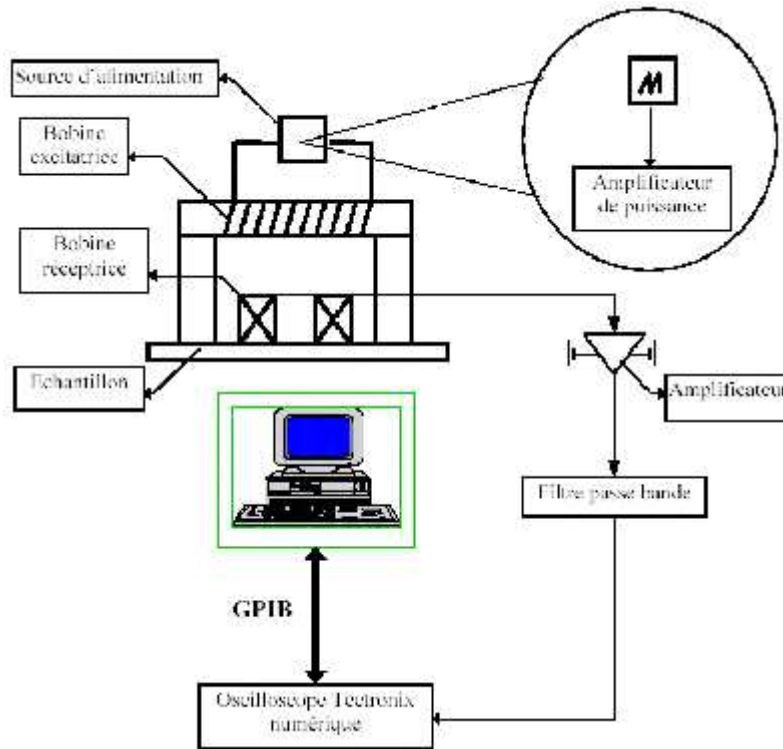 Source d'alimentation
M
Bobine
excitatrice
Amplificateur
de puissance
Bobine
réceptrice
Echantillon
Amplificateur
Filtre passe bande
GPIB
Oscilloscope Tectronix
numérique